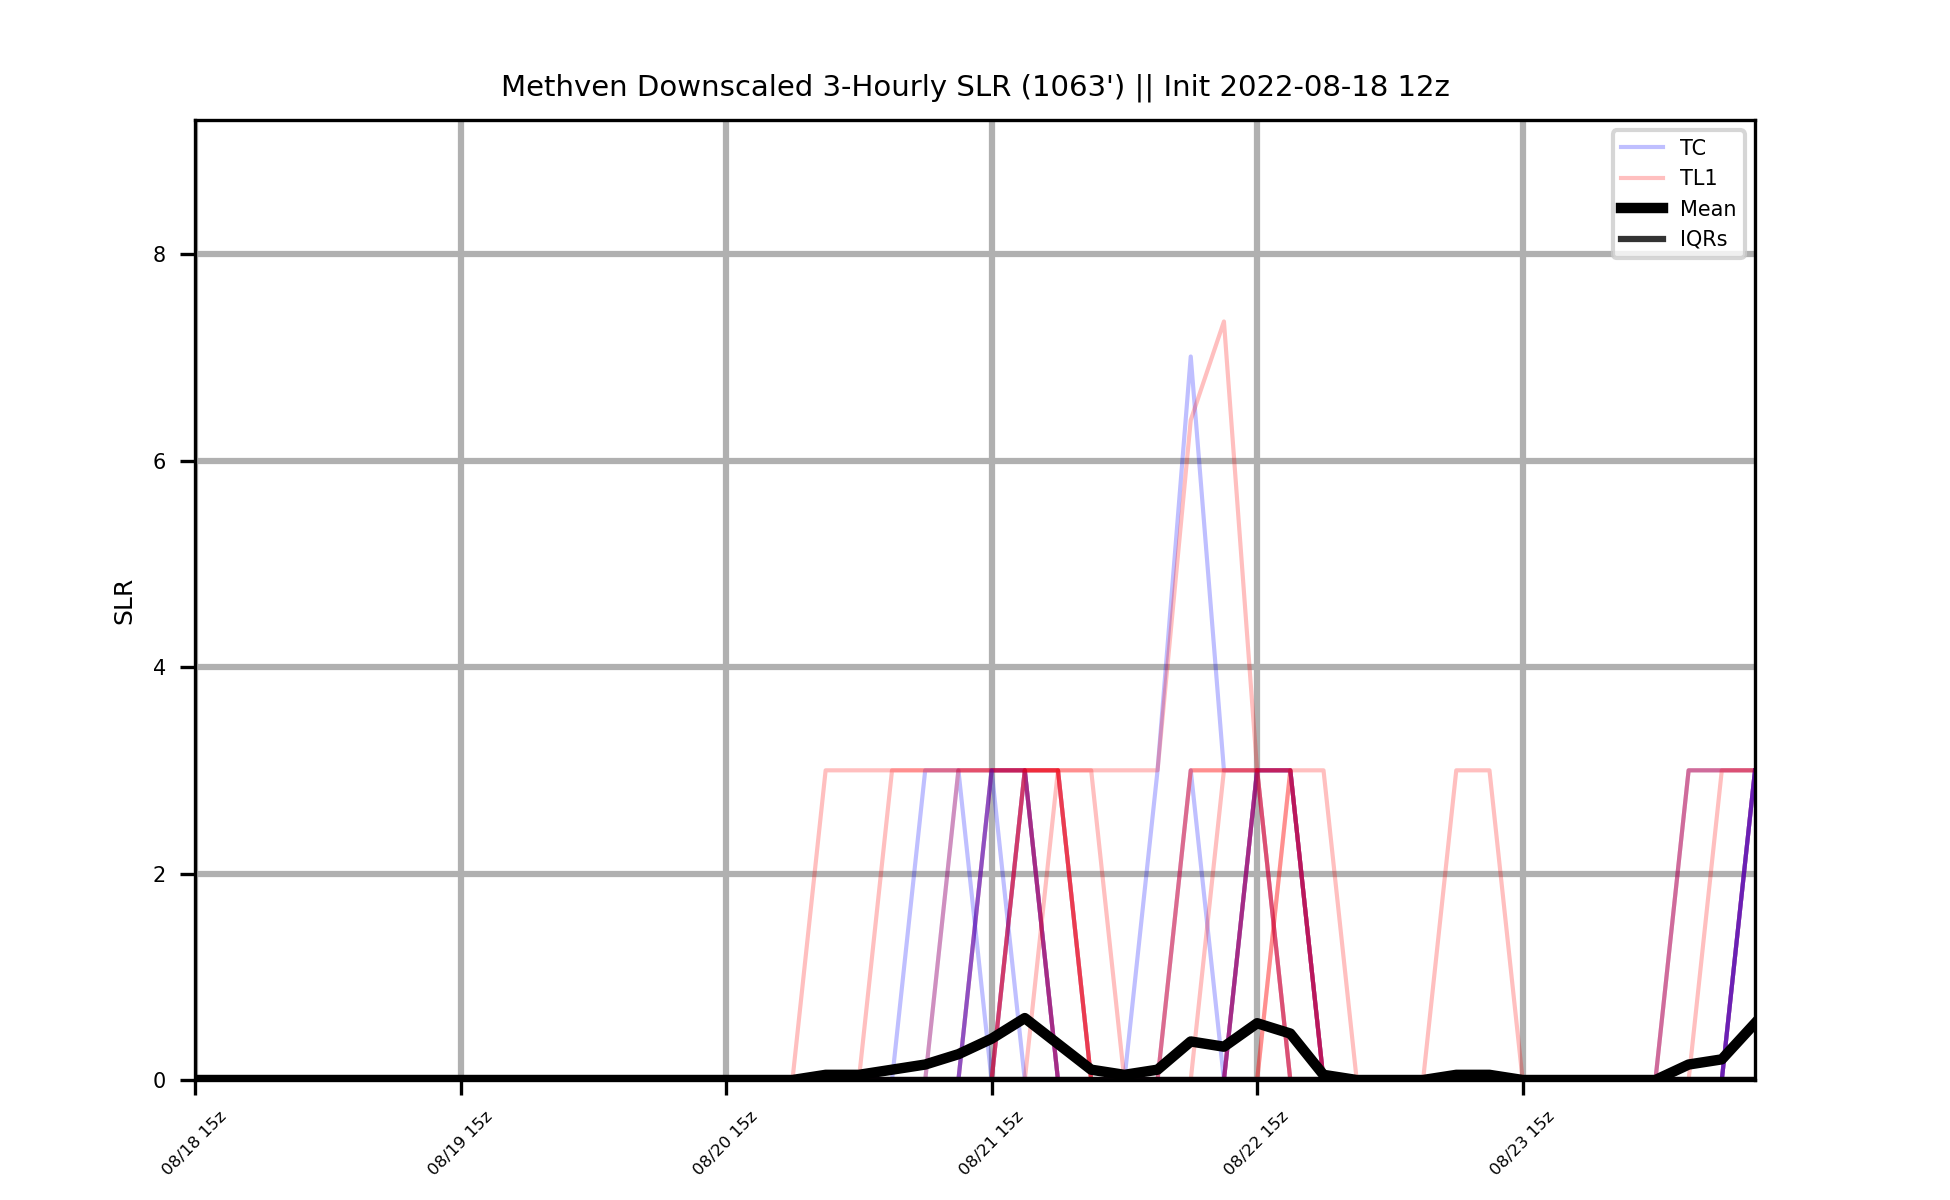 Methven Downscaled 3-Hourly SLR (1063') || Init 2022-08-18 12z
TC
TL1
Mean
IQRs
8
6
4
2
0
SLR
08/18 15z
08/19 15z
08/20 15z
08/21 15z
08/22 15z
08/23 15z